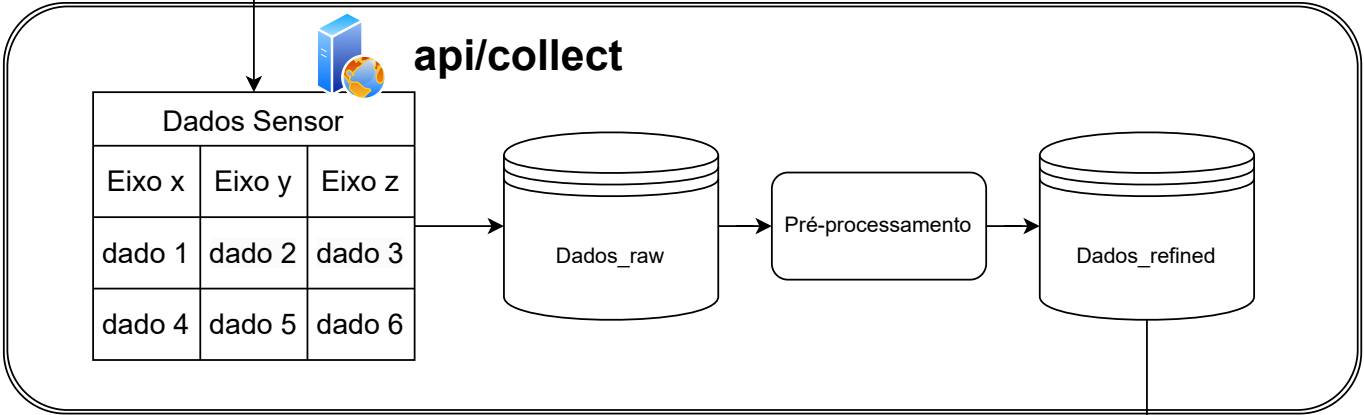 api/collect
Dados Sensor
Eixo x Eixo y Eixo z
dado 1 dado 2 dado 3
dado 4 dado 5 dado 6
Dados_raw
Pré-processamento
Dados_refined